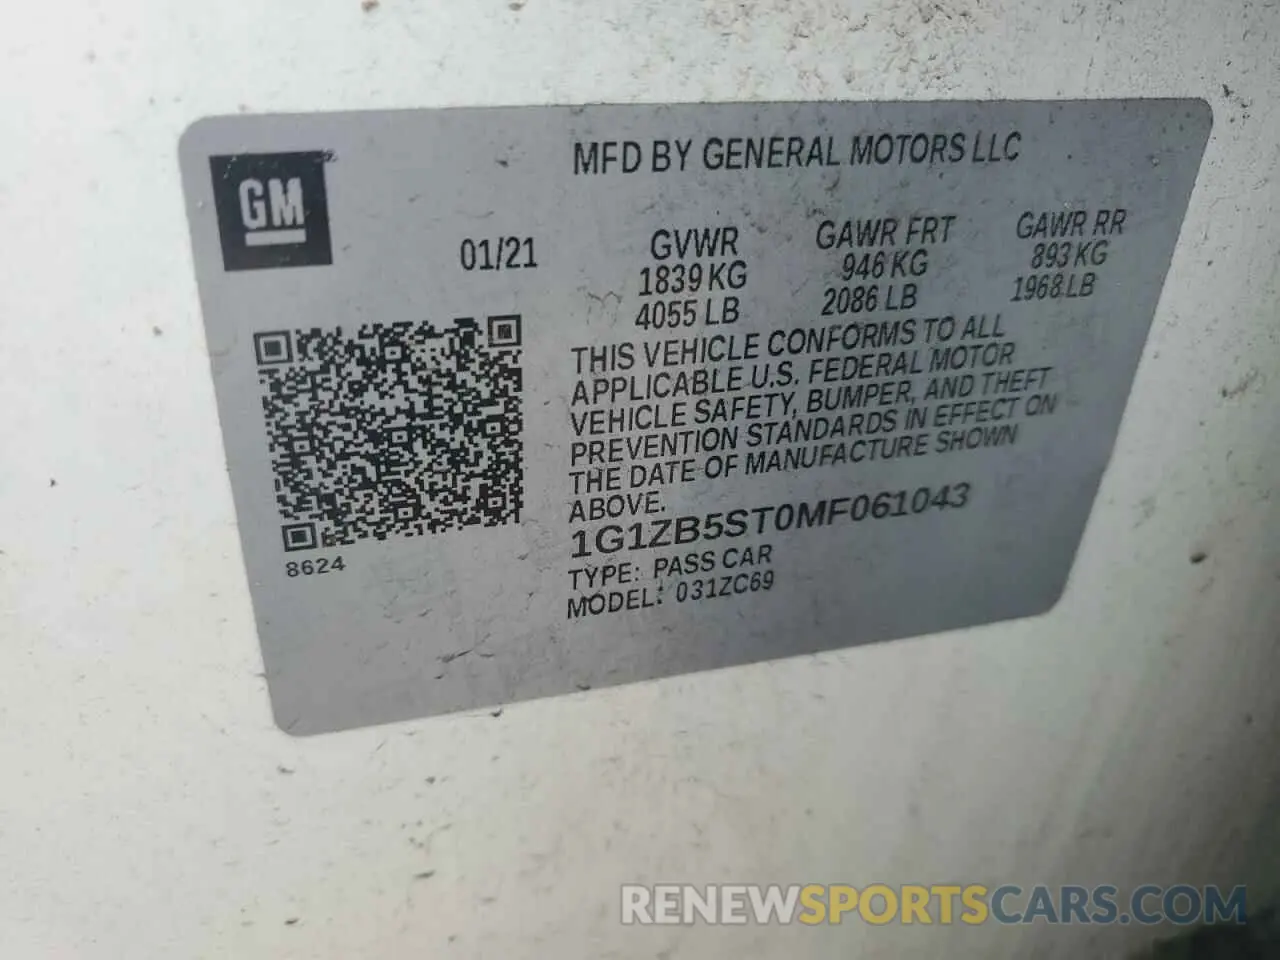 GM
MFD BY GENERAL MOTORS LLC
01/21
GVWR GAWR FRT GAWR RR
1839 KG 946 KG 893 KG
4055 LB 2086 LB 1968 LB
THIS VEHICLE CONFORMS TO ALL
APPLICABLE U.S. FEDERAL MOTOR
VEHICLE SAFETY, BUMPER, AND THEFT
PREVENTION STANDARDS IN EFFECT ON
THE DATE OF MANUFACTURE SHOWN
ABOVE.
1G1ZB5ST0MF061043
TYPE: PASS CAR
MODEL: 031ZC69
8624
RENEWSPORTSCARS.COM